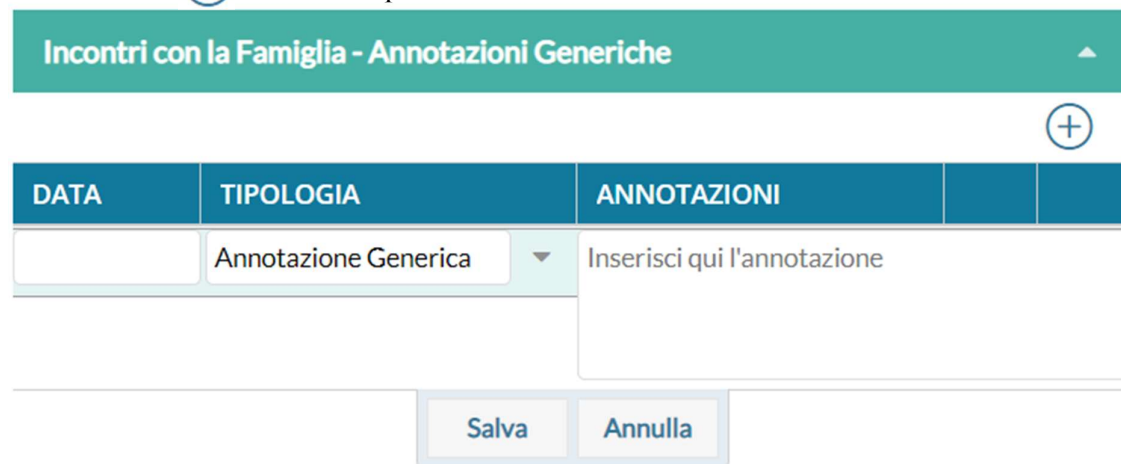 Incontri con la Famiglia - Annotazioni Generiche
DATA TIPOLOGIA ANNOTAZIONI
Annotazione Generica Inserisci qui l'annotazione
Salva Annulla